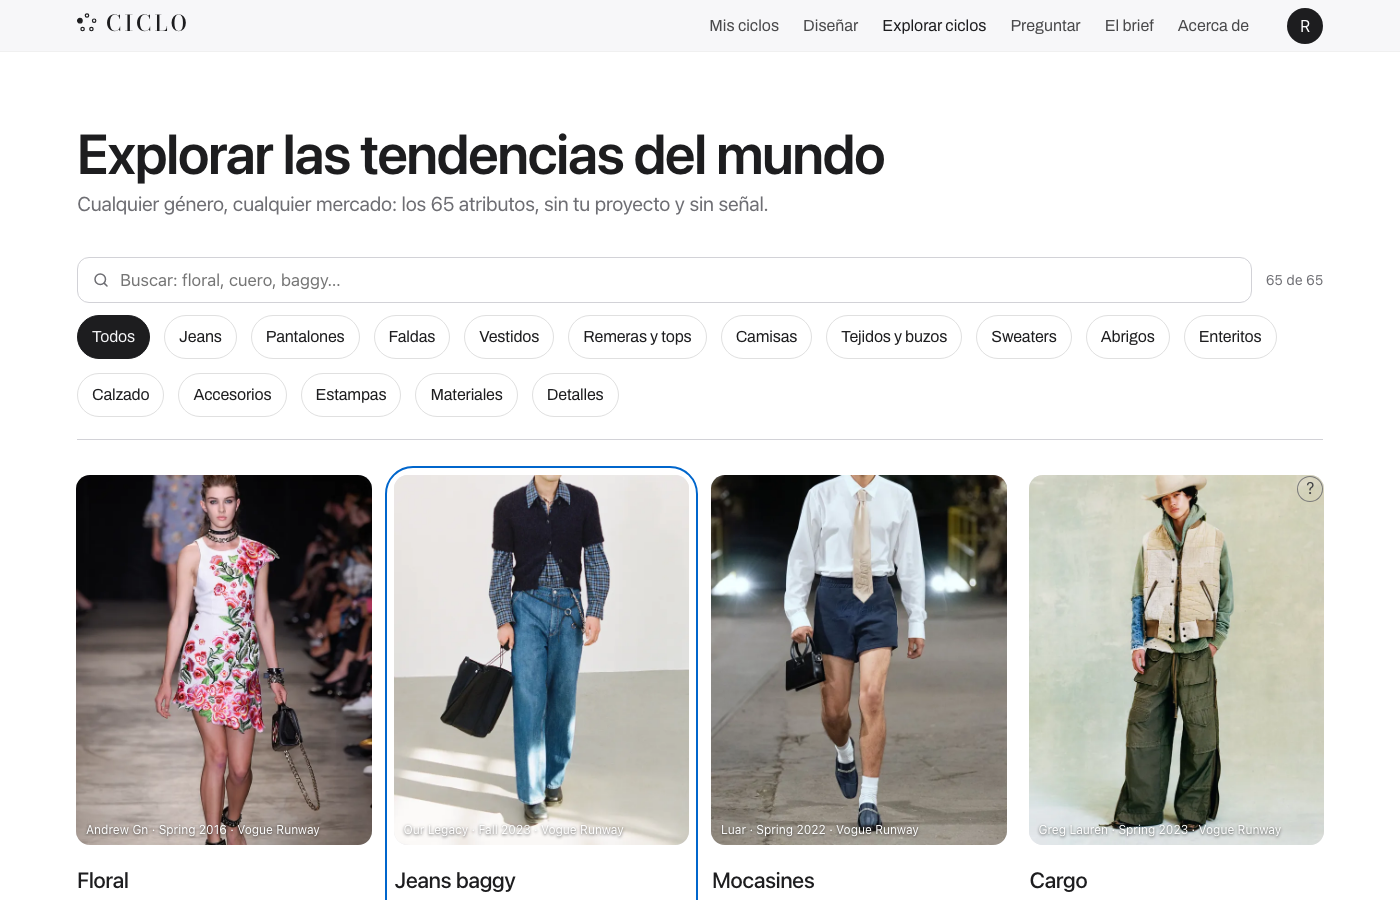 CICLO
Mis ciclos Diseñar Explorar ciclos Preguntar El brief Acerca de R
Explorar las tendencias del mundo
Cualquier género, cualquier mercado: los 65 atributos, sin tu proyecto y sin señal.
Buscar: floral, cuero, baggy... 65 de 65
Todos Jeans Pantalones Faldas Vestidos Remeras y tops Camisas Tejidos y buzos Sweaters Abrigos Enteritos
Calzado Accesorios Estampas Materiales Detalles
?
Andrew Gn · Spring 2016 · Vogue Runway
Our Legacy · Fall 2023 · Vogue Runway
Luar · Spring 2022 · Vogue Runway
Greg Lauren · Spring 2023 · Vogue Runway
Floral
Jeans baggy
Mocasines
Cargo